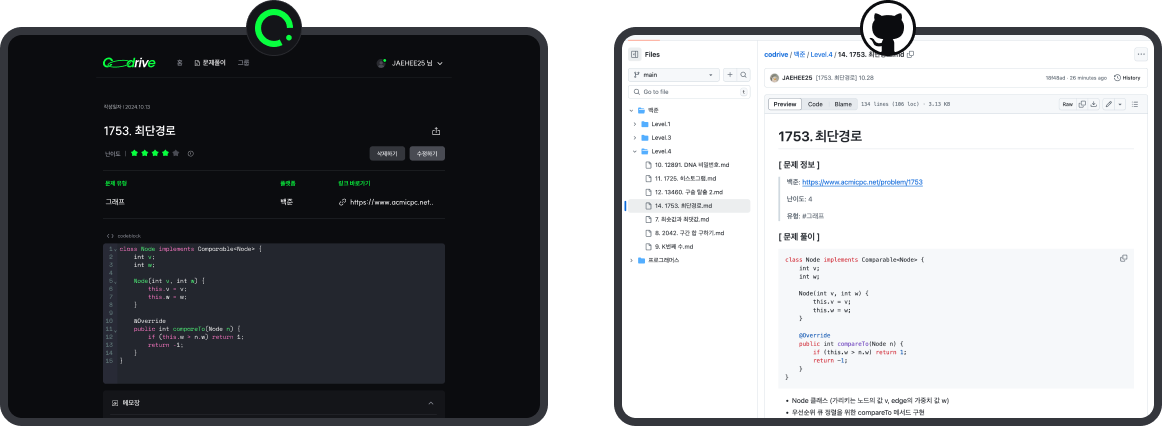 Codrive
홈 문제풀이 그룹
JAEHEE25 님
작성일자 | 2024.10.13
1753. 최단경로
난이도
삭제하기 수정하기
문제 유형 플랫폼 링크 바로가기
그래프 백준 https://www.acmicpc.net..
codeblock
1 class Node implements Comparable<Node> {
2 int v;
3 int w;
4
5 Node(int v, int w) {
6 this.v = v;
7 this.w = w;
8 }
9
10 @Override
11 public int compareTo(Node n) {
12 if (this.w > n.w) return 1;
13 return -1;
14 }
15 }
메모장
Files
main
Go to file t
백준
Level.1
Level.3
Level.4
10. 12891. DNA 비밀번호.md
11. 1725. 히스토그램.md
12. 13460. 구슬 탈출 2.md
14. 1753. 최단경로.md
7. 최솟값과 최댓값.md
8. 2042. 구간 합 구하기.md
9. K번째 수.md
프로그래머스
codrive / 백준 / Level.4 / 14. 1753. 최단경로.md
JAEHEE25 [1753. 최단경로] 10.28
26 minutes ago History
Preview Code Blame 134 lines (106 loc) · 3.13 KB
Raw
1753. 최단경로
[ 문제 정보 ]
백준: https://www.acmicpc.net/problem/1753
난이도: 4
유형: #그래프
[ 문제 풀이 ]
class Node implements Comparable<Node> {
int v;
int w;
Node(int v, int w) {
this.v = v;
this.w = w;
}
@Override
public int compareTo(Node n) {
if (this.w > n.w) return 1;
return -1;
}
}
• Node 클래스 (가리키는 노드의 값 v, edge의 가중치 값 w)
• 우선순위 큐 정렬을 위한 compareTo 메서드 구현